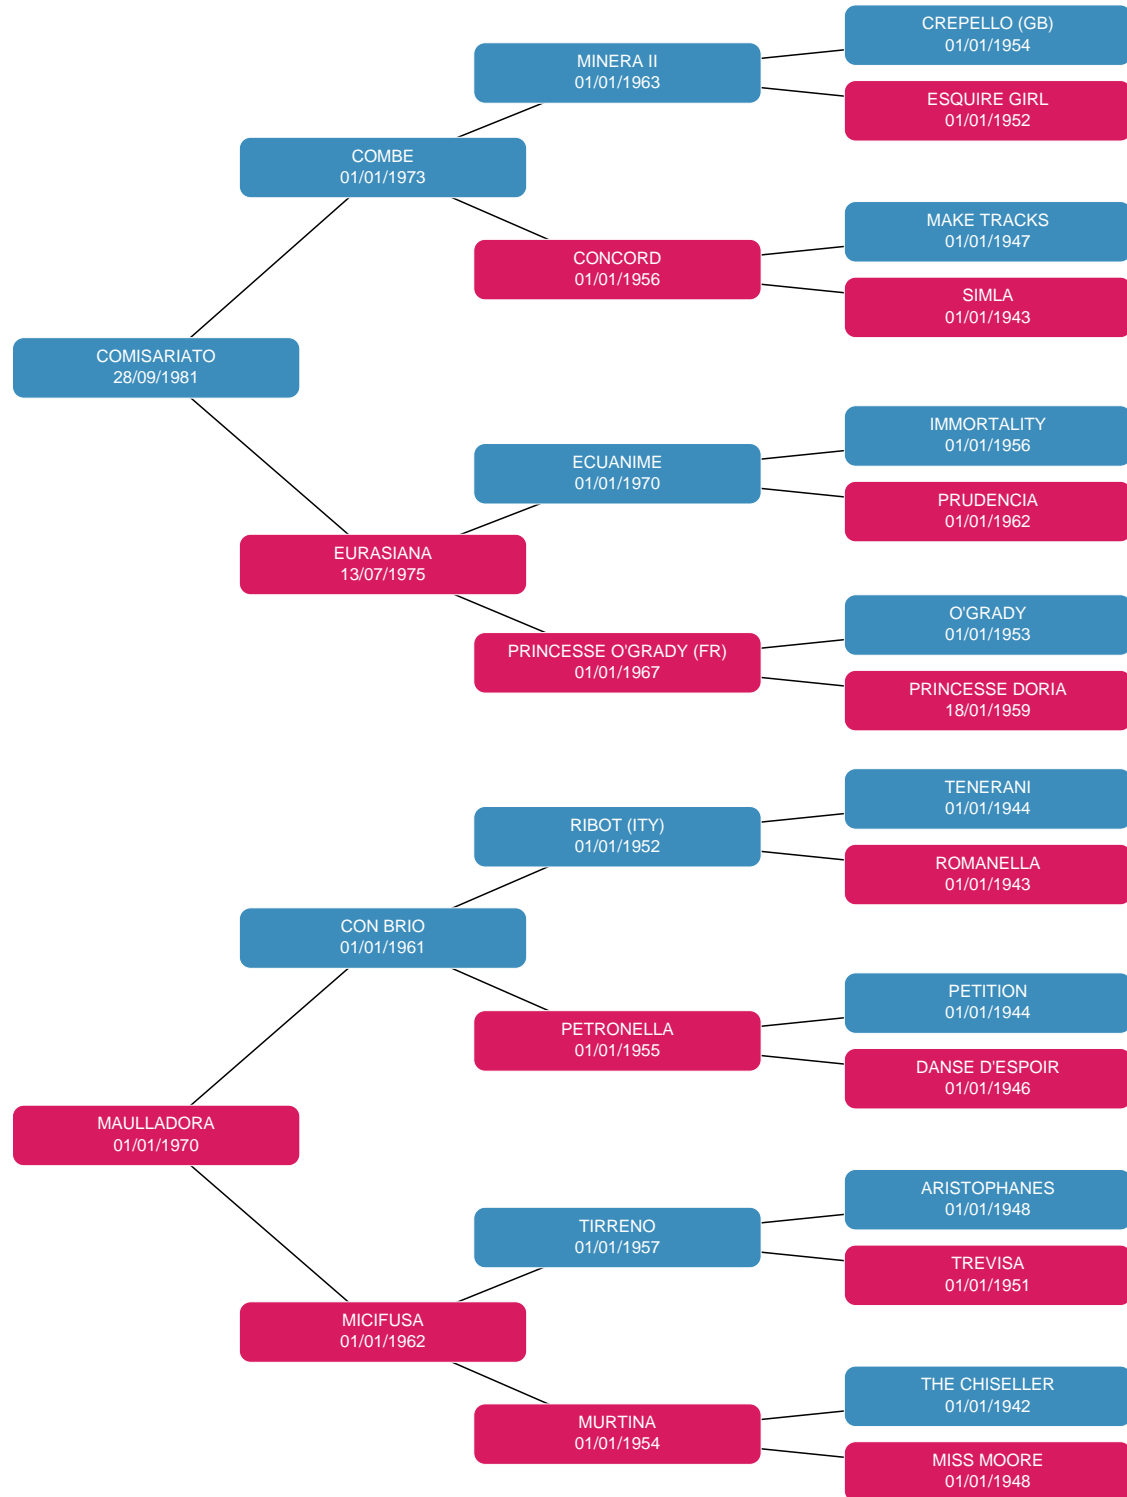 CREPELLO (GB)
01/01/1954
MINERA II
01/01/1963
ESQUIRE GIRL
01/01/1952
COMBE
01/01/1973
MAKE TRACKS
01/01/1947
CONCORD
01/01/1956
SIMLA
01/01/1943
COMISARIATO
28/09/1981
IMMORTALITY
01/01/1956
ECUANIME
01/01/1970
PRUDENCIA
01/01/1962
EURASIANA
13/07/1975
O'GRADY
01/01/1953
PRINCESSE O'GRADY (FR)
01/01/1967
PRINCESSE DORIA
18/01/1959
TENERANI
01/01/1944
RIBOT (ITY)
01/01/1952
ROMANELLA
01/01/1943
CON BRIO
01/01/1961
PETITION
01/01/1944
PETRONELLA
01/01/1955
DANSE D'ESPOIR
01/01/1946
MAULLADORA
01/01/1970
ARISTOPHANES
01/01/1948
TIRRENO
01/01/1957
TREVISA
01/01/1951
MICIFUSA
01/01/1962
THE CHISELLER
01/01/1942
MURTINA
01/01/1954
MISS MOORE
01/01/1948